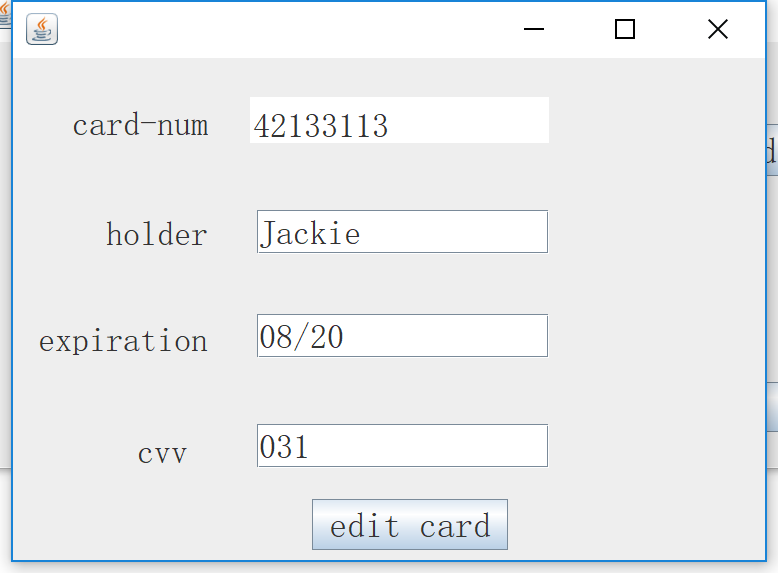 card-num 42133113
holder Jackie
expiration 08/20
cvv 031
edit card